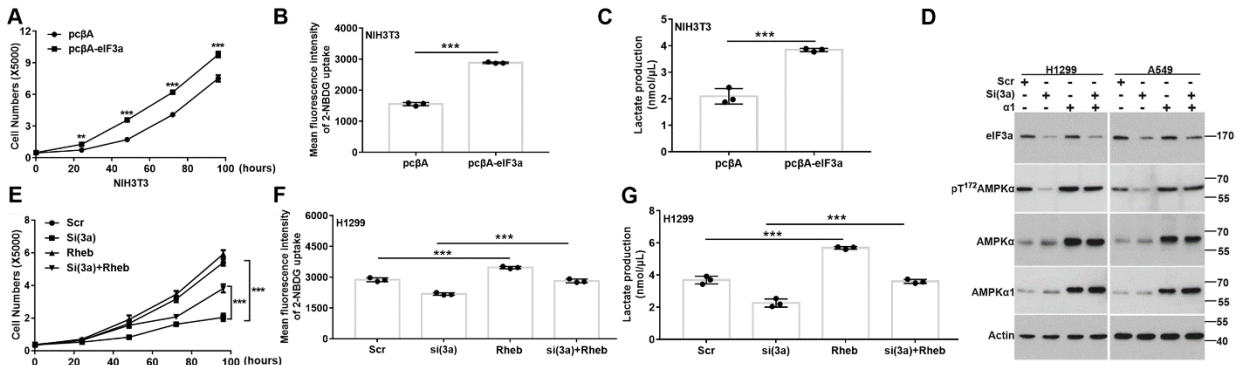 A
pcβA
pcβA-eIF3a
Cell Numbers (X5000)
12
9
6
3
0
**
***
***
***
0 20 40 60 80 100 (hours)
NIH3T3
B
NIH3T3
Mean fluorescence intensity
of 2-NBDG uptake
4000
3000
2000
1000
0
***
pcβA pcβA-eIF3a
C
NIH3T3
Lactate production
(nmol/μL)
5
4
3
2
1
0
***
pcβA pcβA-eIF3a
D
H1299 A549
Scr + - - - + - - -
Si(3a) - + - + - + - +
α1 - - + + - - + +
eIF3a 170
pT172AMPKα 70
55
AMPKα 70
55
AMPKα1 70
55
Actin 55
40
E
Scr
Si(3a)
Rheb
Si(3a)+Rheb
Cell Numbers (X5000)
8
6
4
2
0
***
***
0 20 40 60 80 100 (hours)
F
H1299
Mean fluorescence intensity
of 2-NBDG uptake
6000
4500
3000
1500
0
***
***
Scr si(3a) Rheb si(3a)+Rheb
G
H1299
Lactate production
(nmol/μL)
8
6
4
2
0
***
***
Scr si(3a) Rheb si(3a)+Rheb